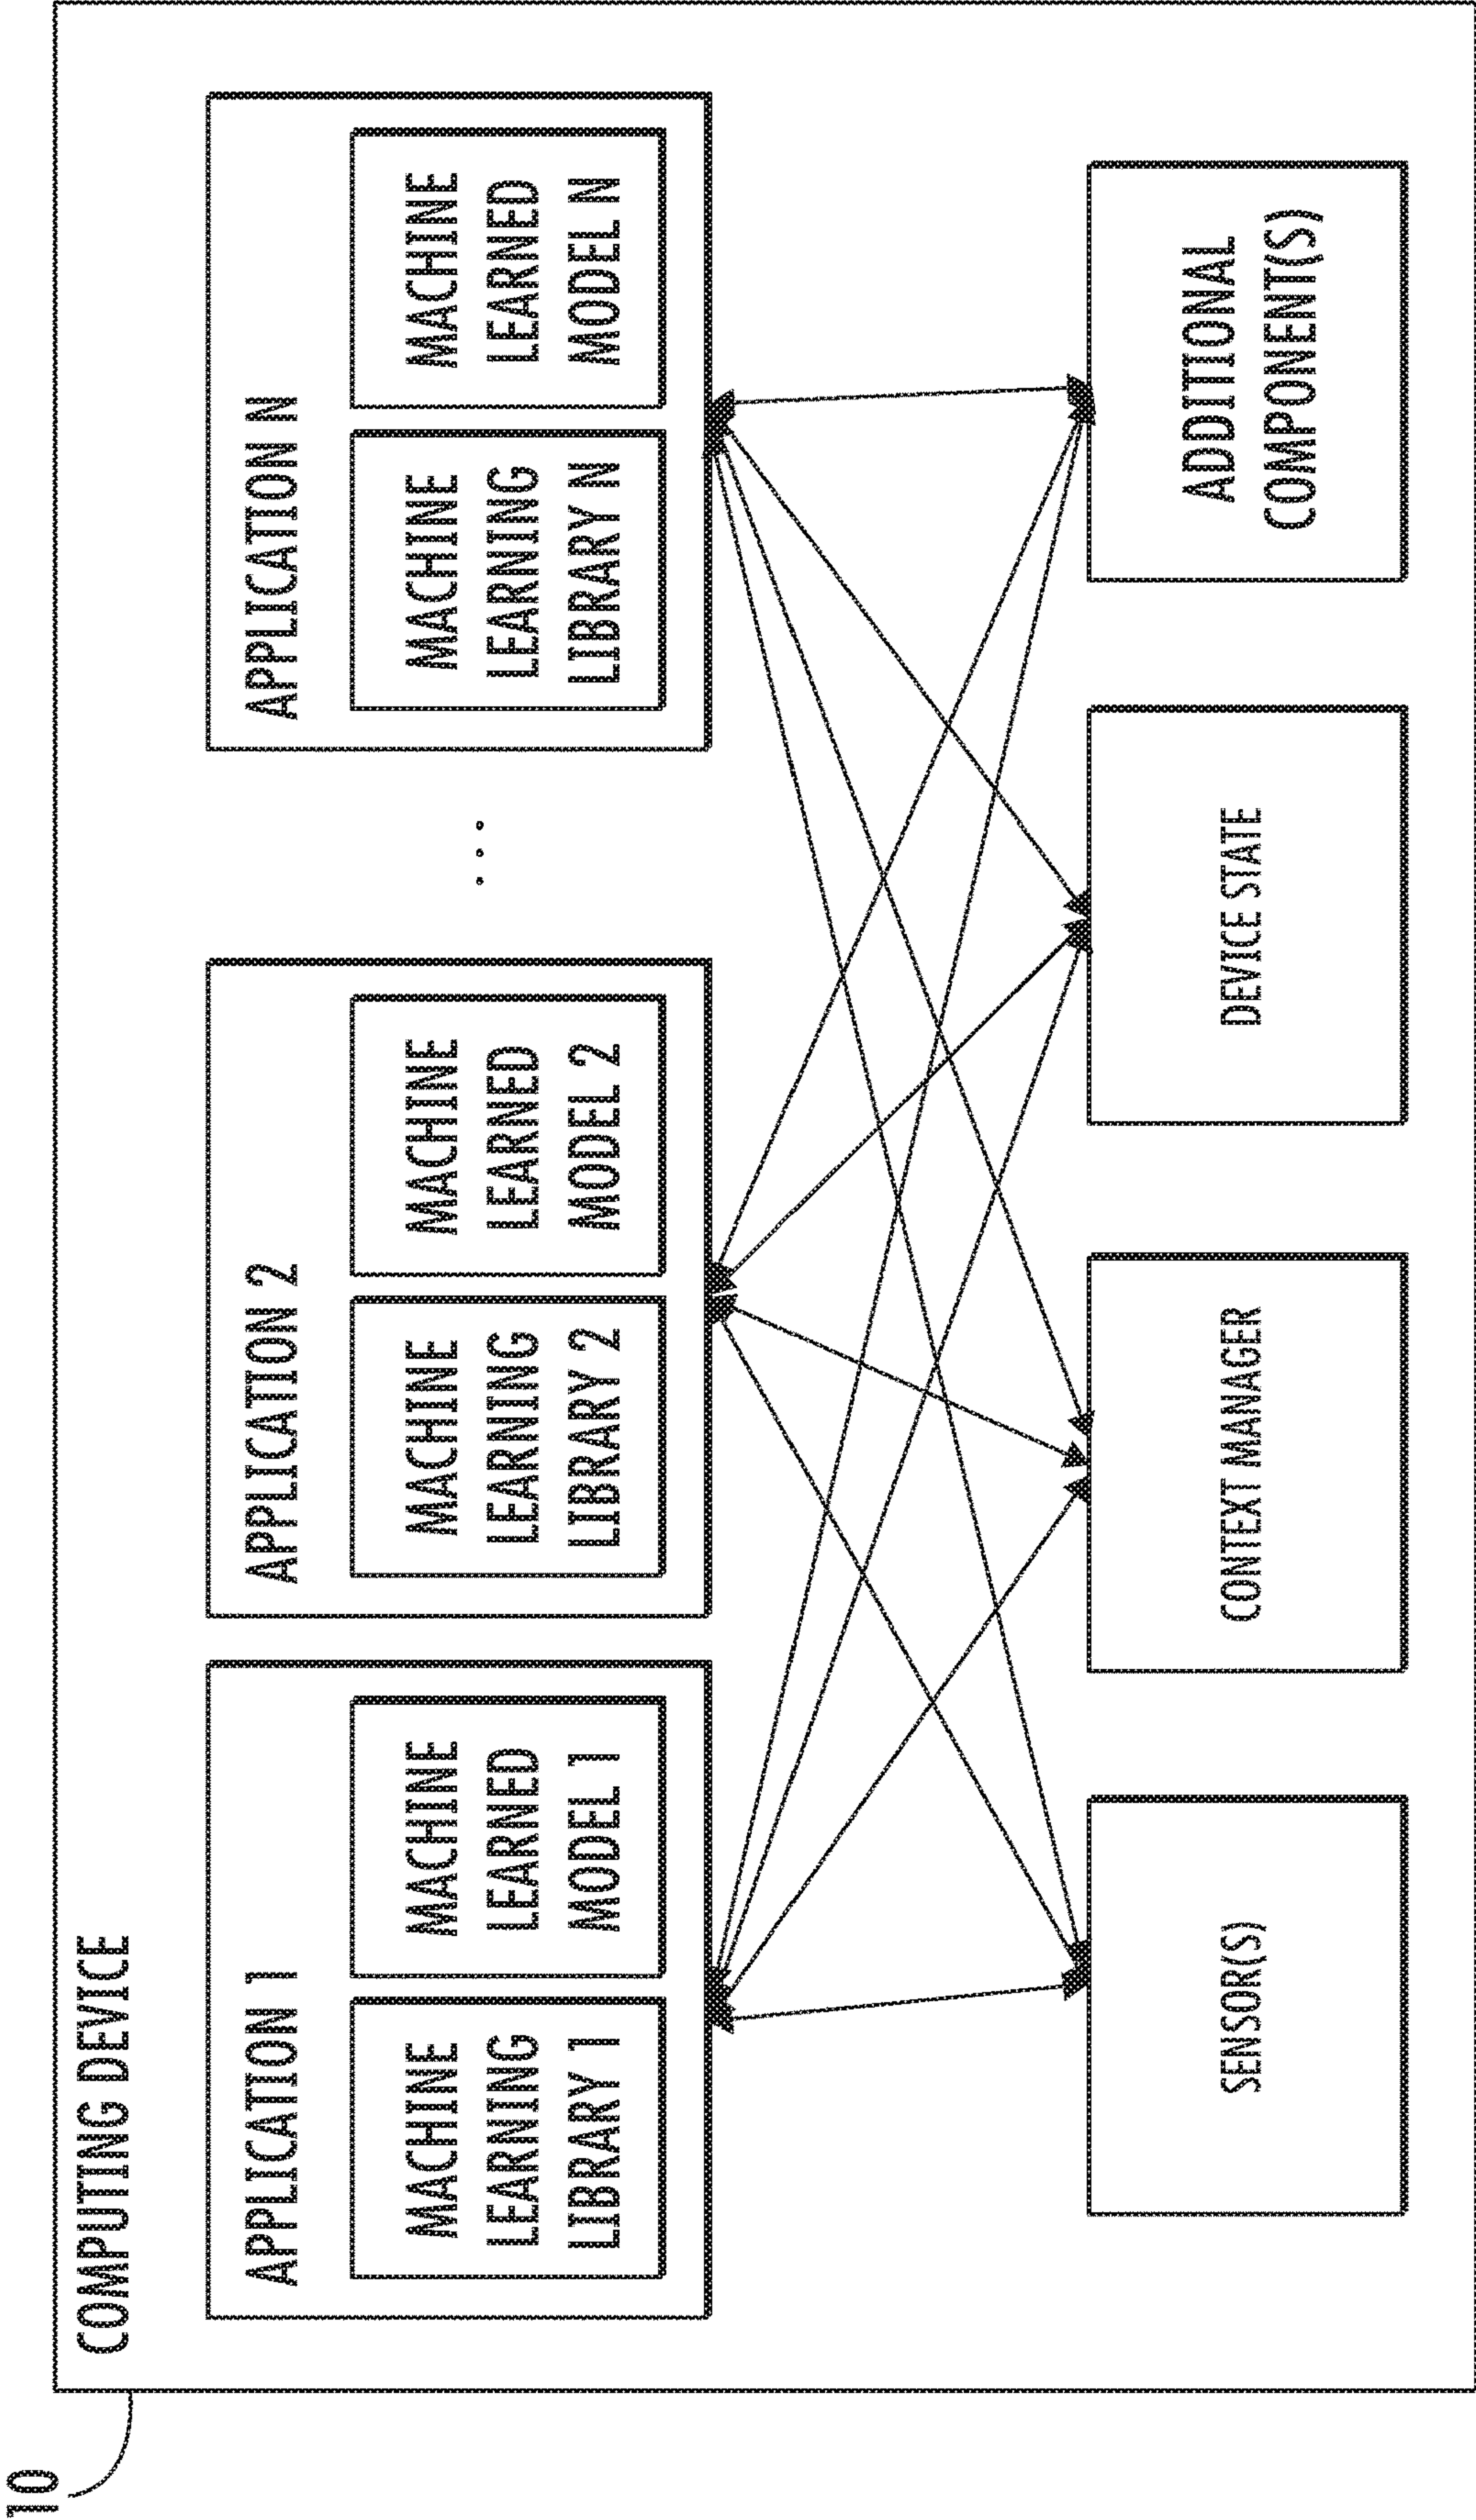 10
COMPUTING DEVICE
APPLICATION 1
MACHINE
LEARNING
LIBRARY 1
MACHINE
LEARNED
MODEL 1
APPLICATION 2
MACHINE
LEARNING
LIBRARY 2
MACHINE
LEARNED
MODEL 2
...
APPLICATION N
MACHINE
LEARNING
LIBRARY N
MACHINE
LEARNED
MODEL N
SENSOR(S)
CONTEXT MANAGER
DEVICE STATE
ADDITIONAL
COMPONENT(S)